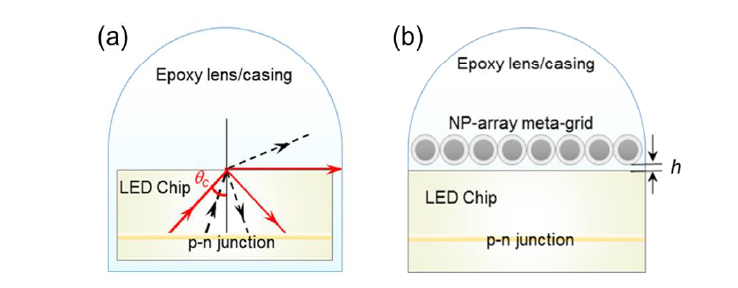 (a)
Epoxy lens/casing
θc
LED Chip
p-n junction
(b)
Epoxy lens/casing
NP-array meta-grid
h
LED Chip
p-n junction